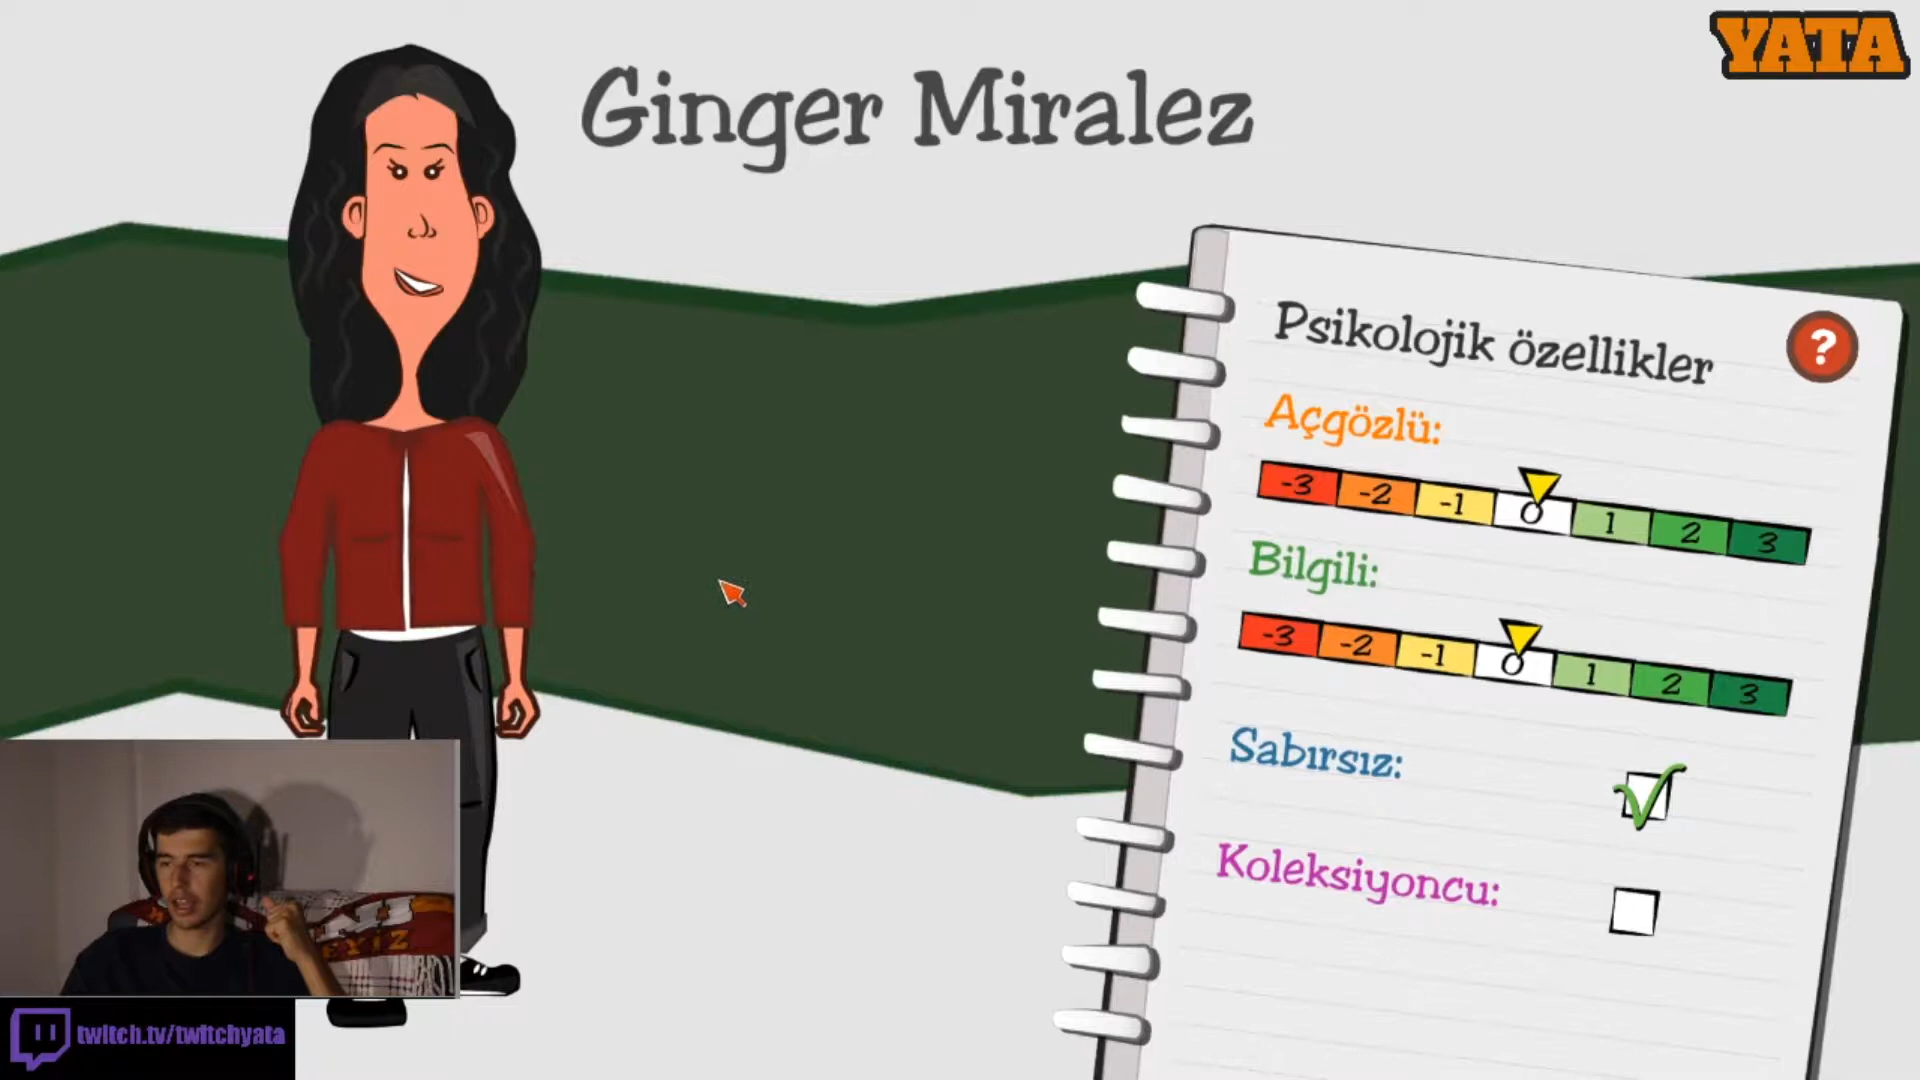 YATA
Ginger Miralez
Psikolojik özellikler
?
Açgözlü:
-3 -2 -1 0 1 2 3
Bilgili:
-3 -2 -1 0 1 2 3
Sabırsız:
Koleksiyoncu:
twitch.tv/twitchyata